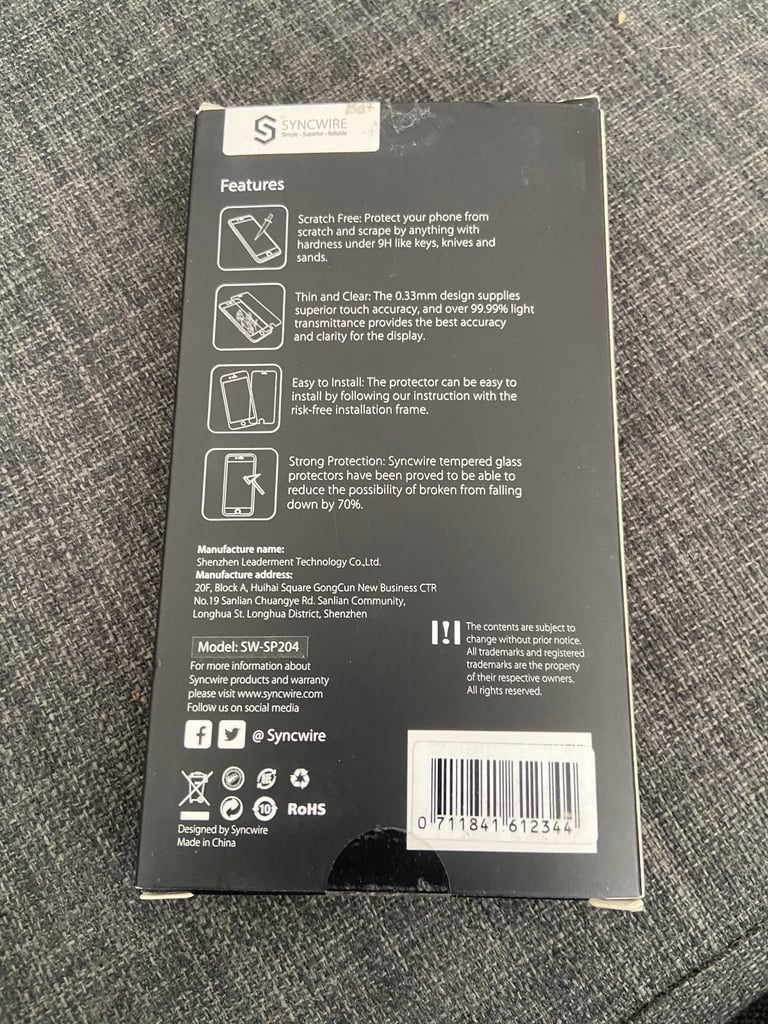 SYNCWIRE
Simple • Superior • Reliable
Features
Scratch Free: Protect your phone from
scratch and scrape by anything with
hardness under 9H like keys, knives and
sands.
Thin and Clear: The 0.33mm design supplies
superior touch accuracy, and over 99.99% light
transmittance provides the best accuracy
and clarity for the display.
Easy to Install: The protector can be easy to
install by following our instruction with the
risk-free installation frame.
Strong Protection: Syncwire tempered glass
protectors have been proved to be able to
reduce the possibility of broken from falling
down by 70%.
Manufacture name:
Shenzhen Leaderment Technology Co.,Ltd.
Manufacture address:
20F, Block A, Huihai Square GongCun New Business CTR
No.19 Sanlian Chuangye Rd. Sanlian Community,
Longhua St. Longhua District, Shenzhen
Model: SW-SP204
For more information about
Syncwire products and warranty
please visit www.syncwire.com
Follow us on social media
@ Syncwire
10
RoHS
Designed by Syncwire
Made in China
The contents are subject to
change without prior notice.
All trademarks and registered
trademarks are the property
of their respective owners.
All rights reserved.
0 711841 612344